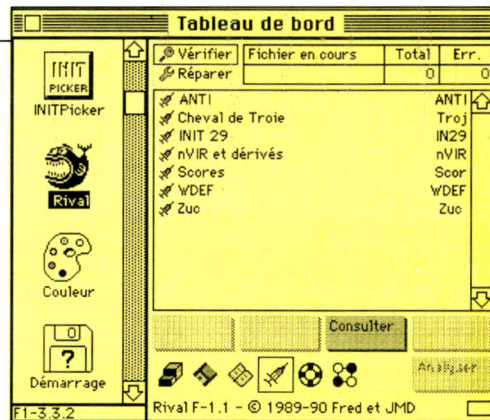 Tableau de bord
INIT
PICKER
INITPicker
Rival
Couleur
?
Démarrage
F1-3.3.2
Vérifier Fichier en cours Total Err.
Réparer 0 0
ANTI ANTI
Cheval de Troie Troj
INIT 29 IN29
nVIR et dérivés nVIR
Scores Scor
WDEF WDEF
Zuc Zuc
Consulter
Analyser
Rival F-1.1 - © 1989-90 Fred et JMD